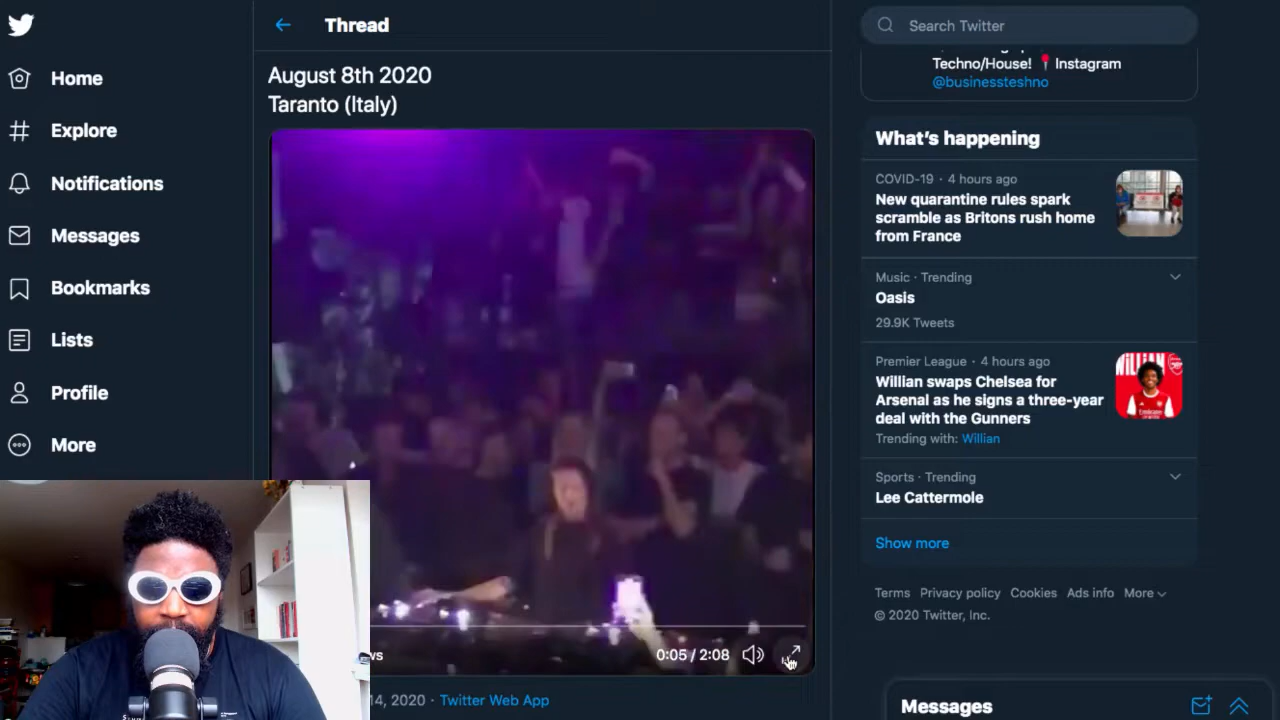 Home
Explore
Notifications
Messages
Bookmarks
Lists
Profile
More
Thread
August 8th 2020
Taranto (Italy)
ws
0:05 / 2:08
14, 2020 · Twitter Web App
Search Twitter
Techno/House! 📍 Instagram
@businessteshno
What's happening
COVID-19 · 4 hours ago
New quarantine rules spark
scramble as Britons rush home
from France
Music · Trending
Oasis
29.9K Tweets
Premier League · 4 hours ago
Willian swaps Chelsea for
Arsenal as he signs a three-year
deal with the Gunners
Trending with: Willian
Sports · Trending
Lee Cattermole
Show more
Terms Privacy policy Cookies Ads info More
© 2020 Twitter, Inc.
Messages